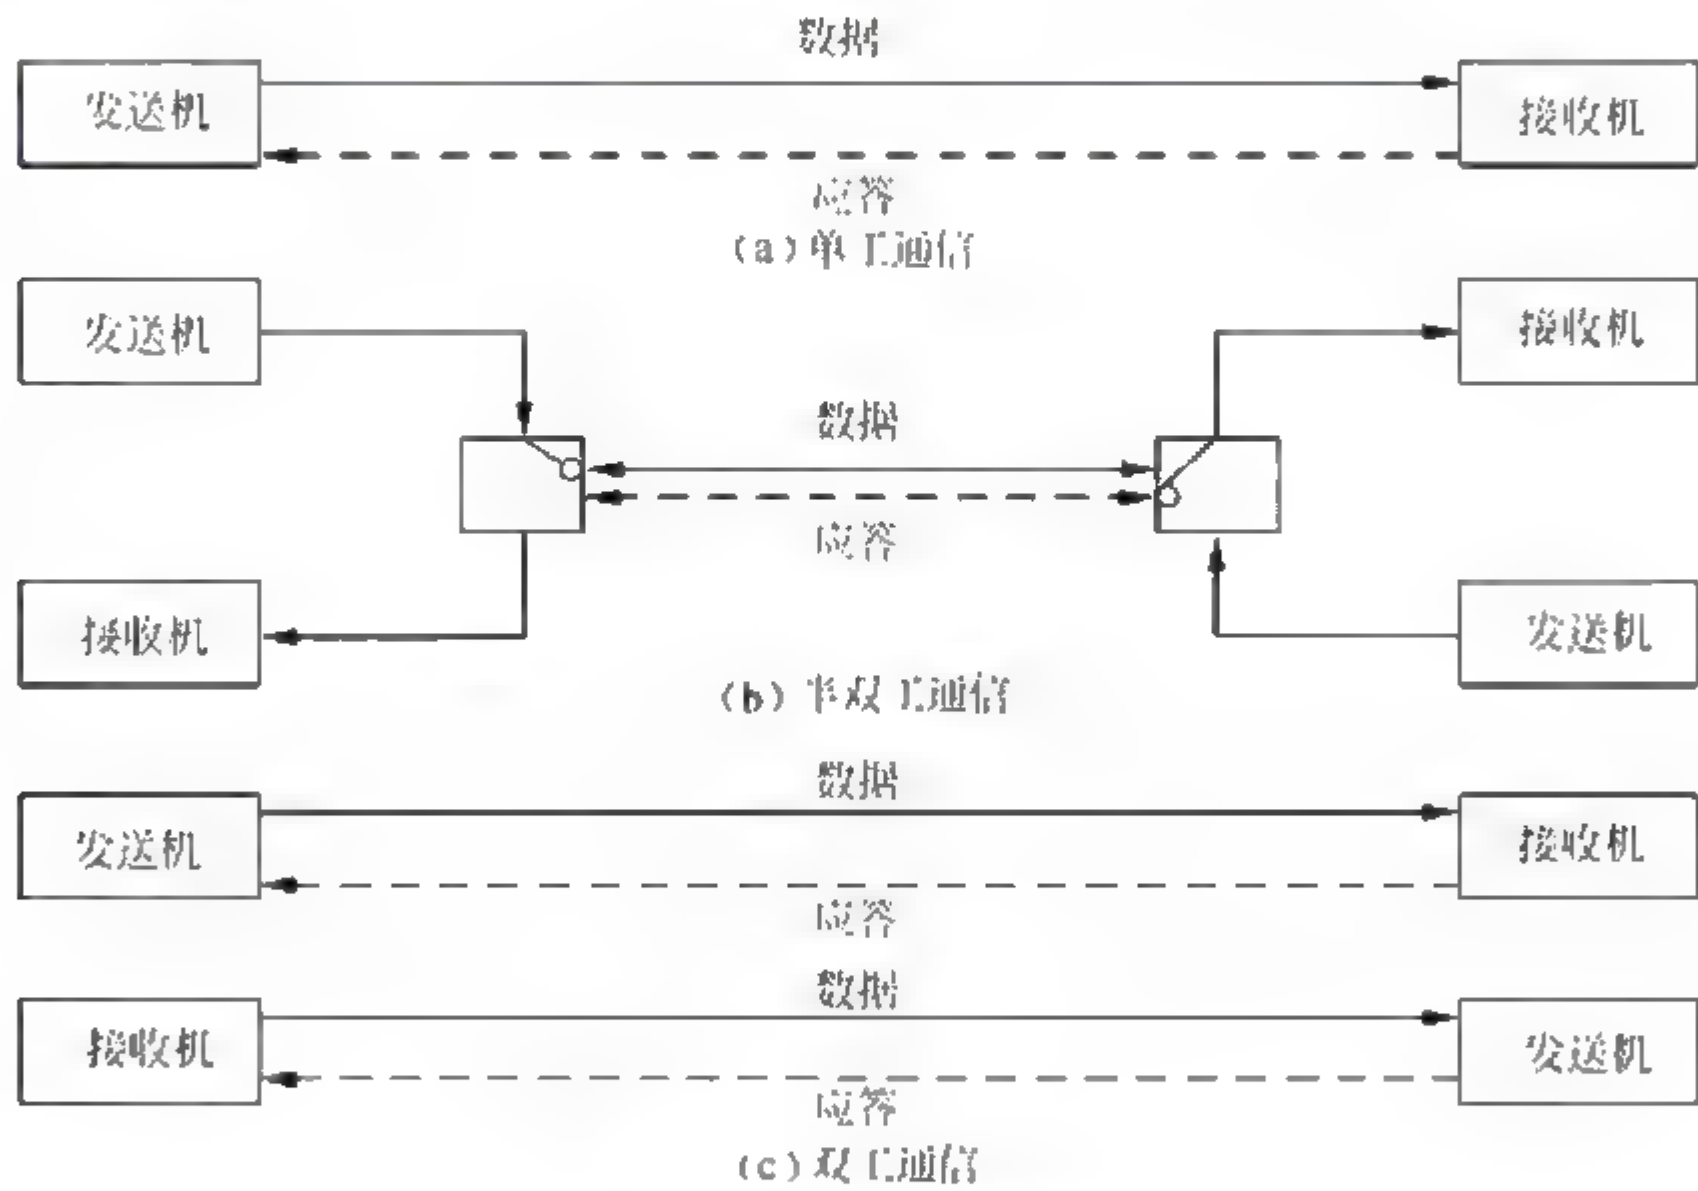 数据
发送机
接收机
应答
(a)单工通信
发送机
接收机
数据
应答
接收机
发送机
(b)半双工通信
数据
发送机
接收机
应答
数据
接收机
发送机
应答
(c)双工通信